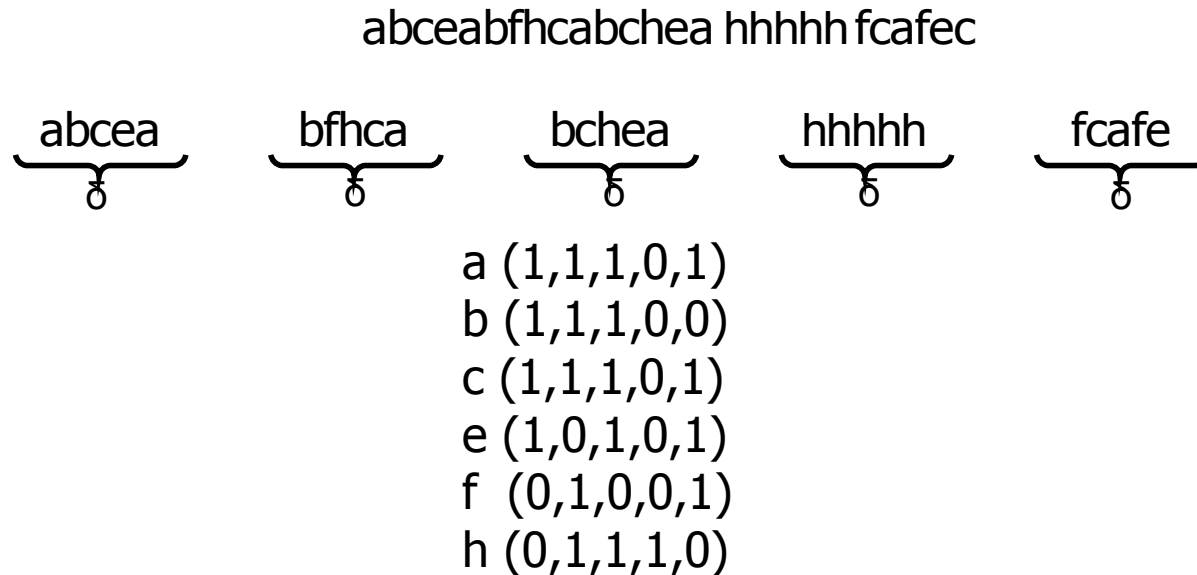 abceabfhcabchea hhhhh fcafec
abcea bfhca bchea hhhhh fcafe
a (1,1,1,0,1)
b (1,1,1,0,0)
c (1,1,1,0,1)
e (1,0,1,0,1)
f (0,1,0,0,1)
h (0,1,1,1,0)